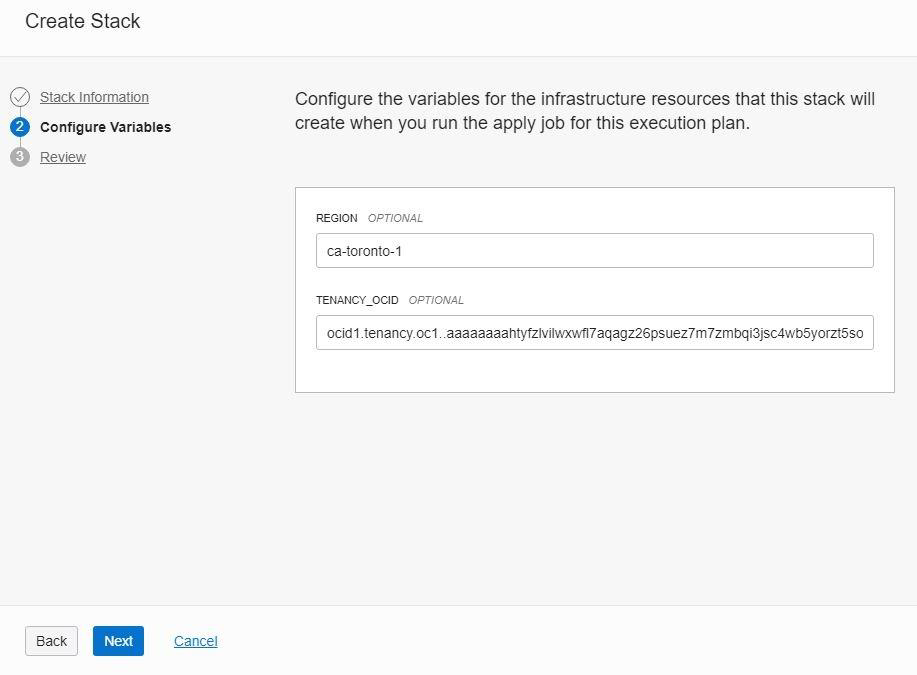 Create Stack
Stack Information
2 Configure Variables
3 Review
Configure the variables for the infrastructure resources that this stack will
create when you run the apply job for this execution plan.
REGION OPTIONAL
ca-toronto-1
TENANCY_OCID OPTIONAL
ocid1.tenancy.oc1..aaaaaaaahtyfzlvilwxwfl7aqagz26psuez7m7zmbqi3jsc4wb5yorzt5so
Back Next Cancel